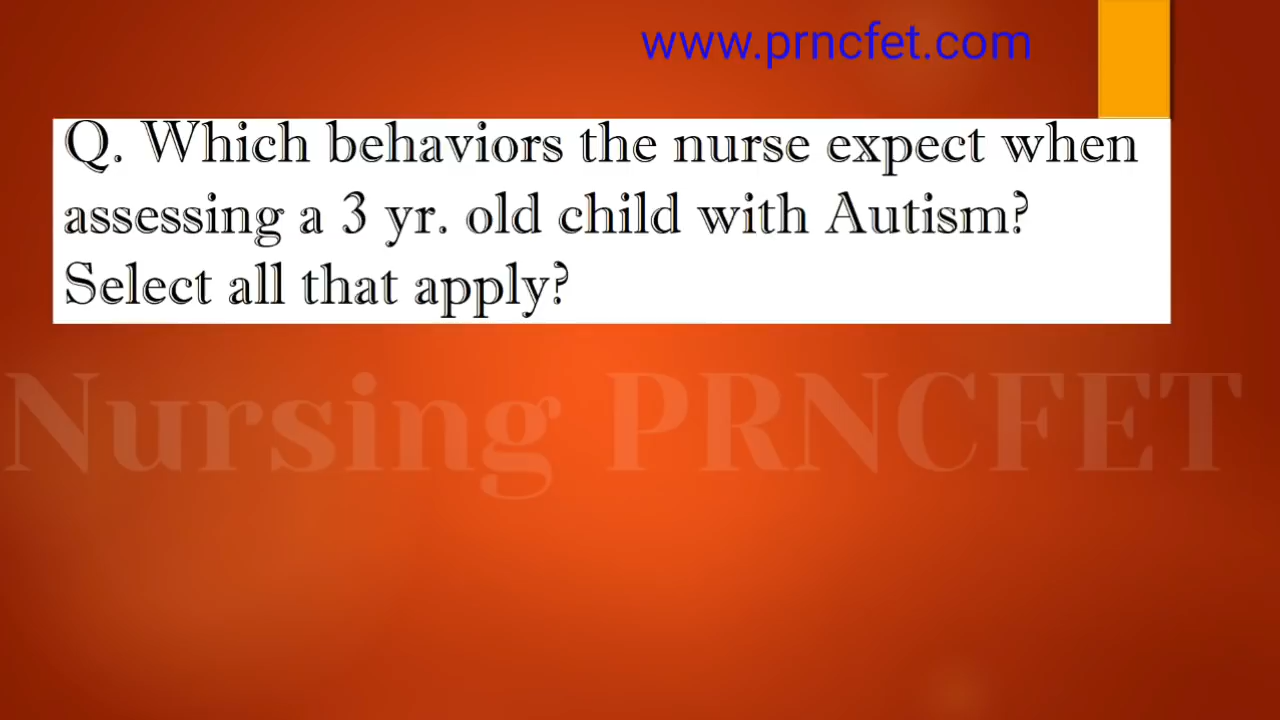 www.prncfet.com
Q. Which behaviors the nurse expect when
assessing a 3 yr. old child with Autism?
Select all that apply?
Nursing PRNCFET